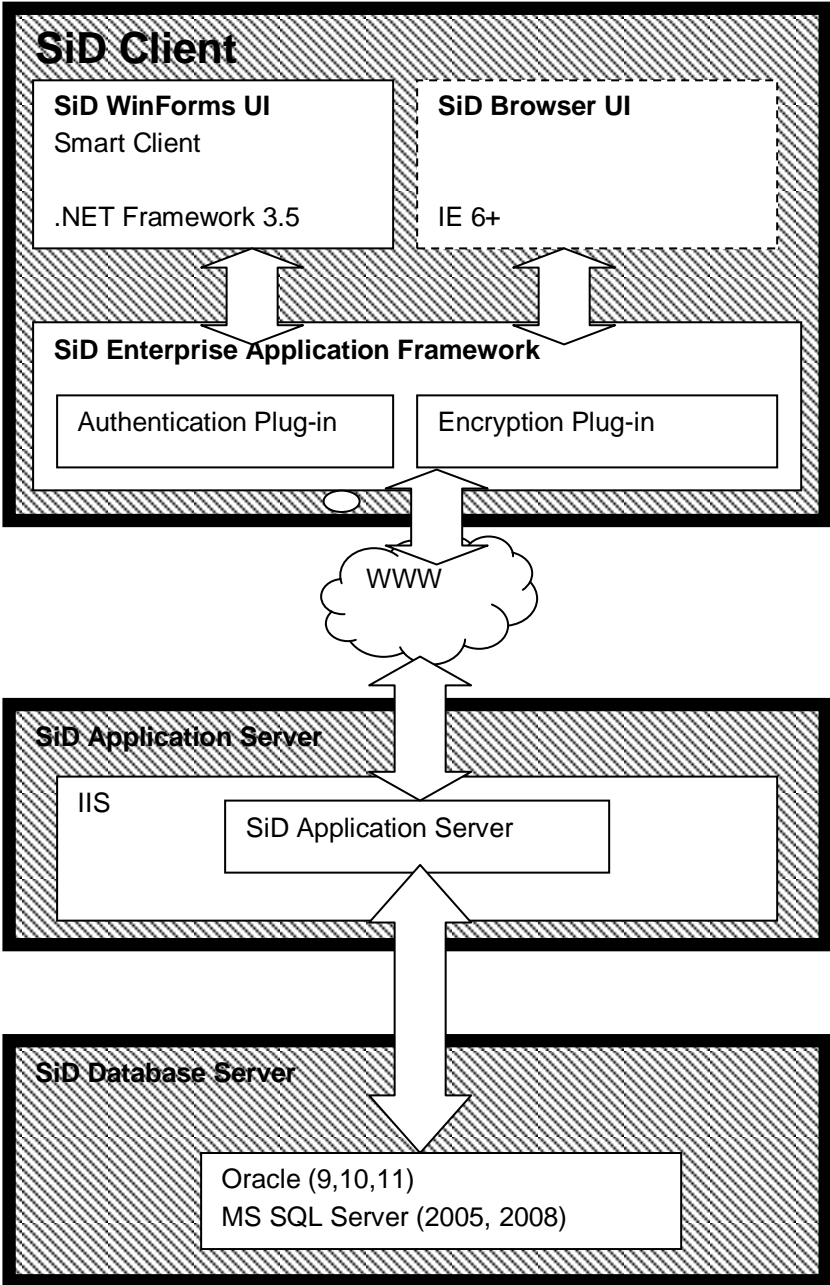 SiD Client
SiD WinForms UI
Smart Client
.NET Framework 3.5
SiD Browser UI
IE 6+
SiD Enterprise Application Framework
Authentication Plug-in
Encryption Plug-in
WWW
SiD Application Server
IIS
SiD Application Server
SiD Database Server
Oracle (9,10,11)
MS SQL Server (2005, 2008)